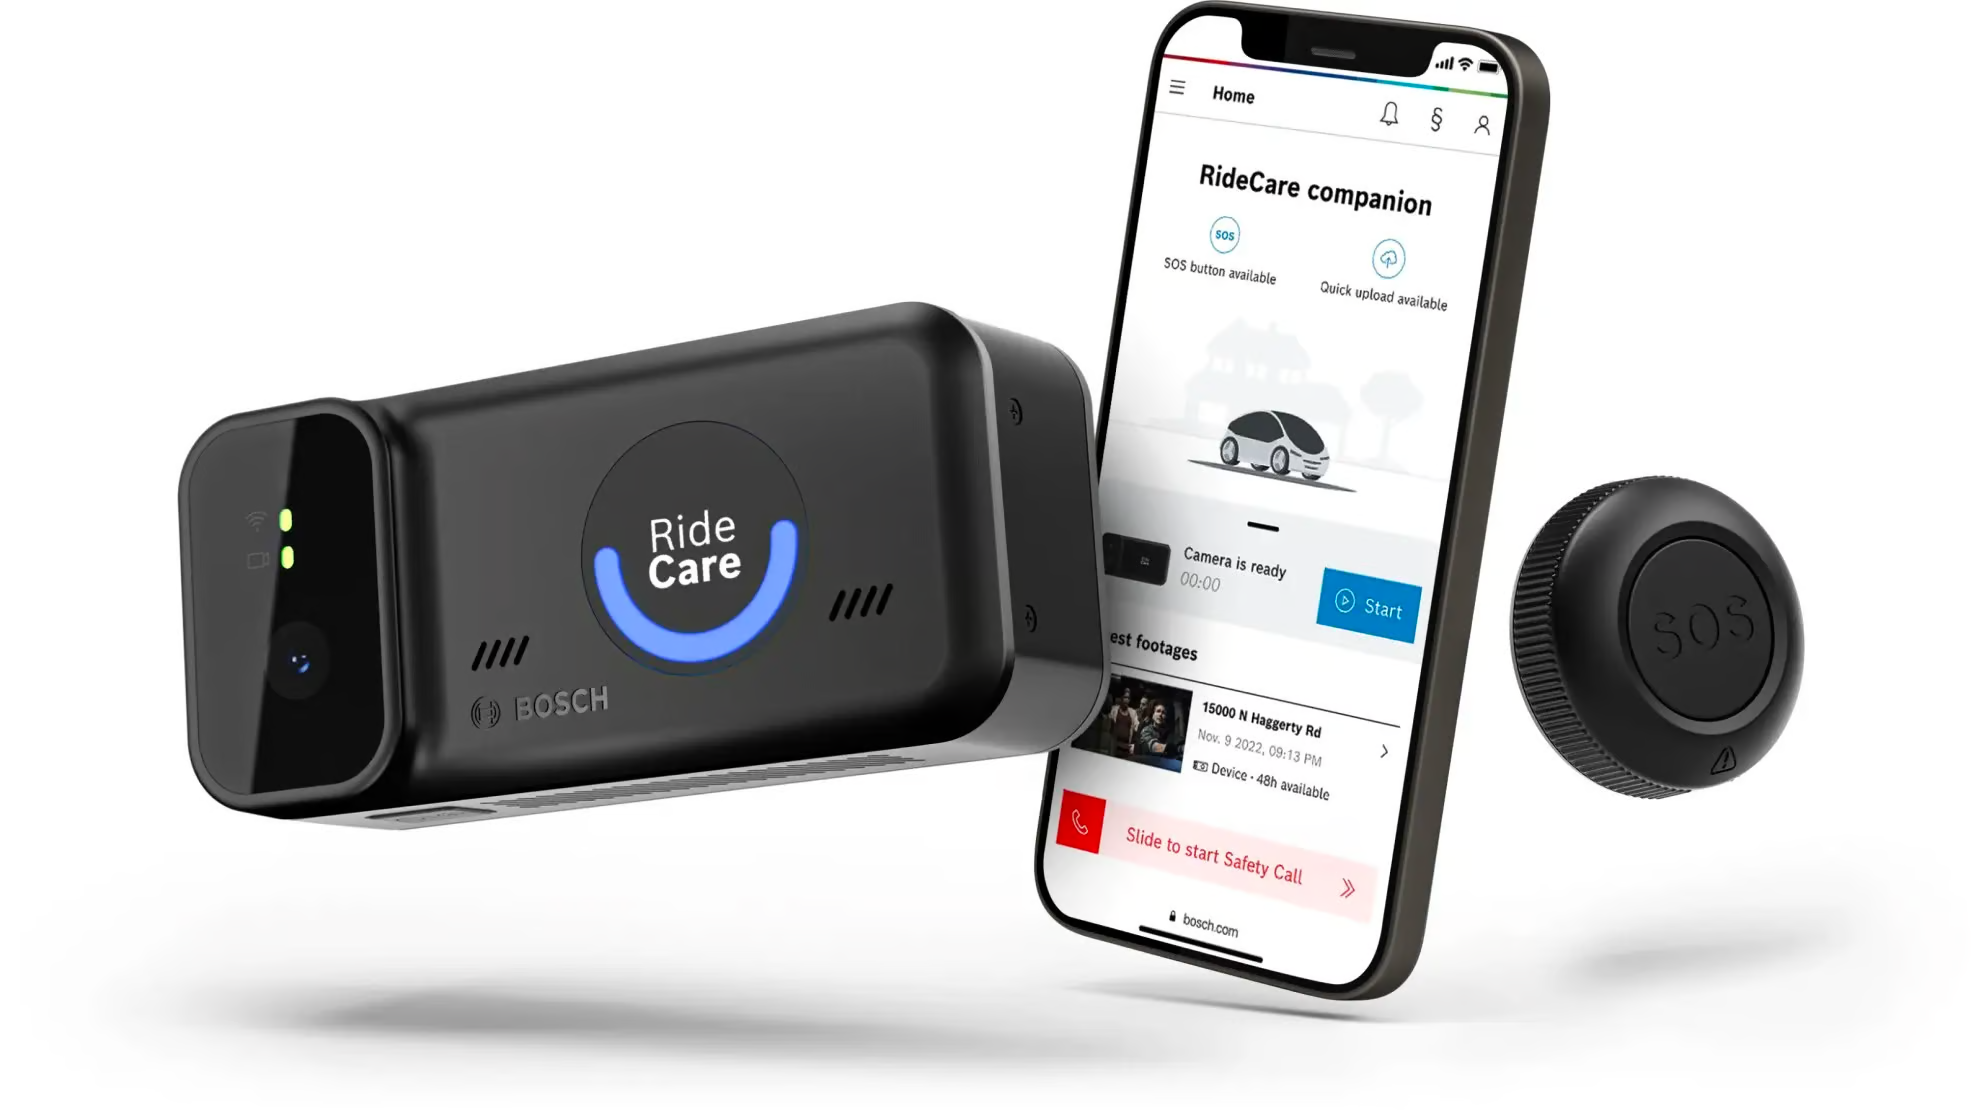 Ride
Care
BOSCH
Home
RideCare companion
SOS
SOS button available
Quick upload available
Camera is ready
00:00
Start
est footages
15000 N Haggerty Rd
Nov. 9 2022, 09:13 PM
Device · 48h available
Slide to start Safety Call
bosch.com
SOS